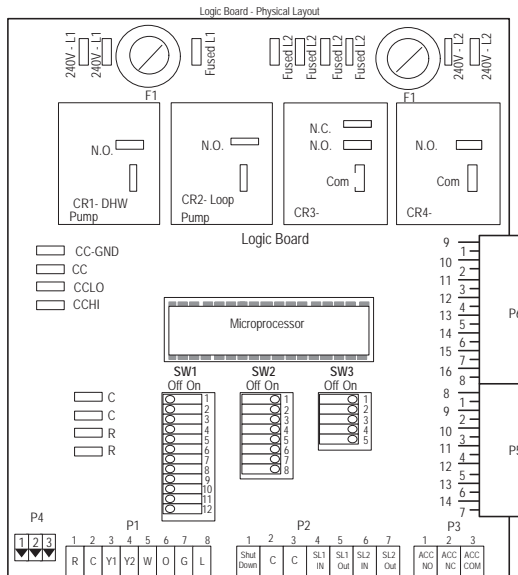 Logic Board - Physical Layout
240V - L1
240V - L1
Fused L1
Fused L2
Fused L2
Fused L2
Fused L2
240V - L2
240V - L2
F1
F1
N.O.
CR1- DHW
Pump
N.O.
CR2- Loop
Pump
N.C.
N.O.
Com
CR3-
N.O.
Com
CR4-
Logic Board
CC-GND
CC
CCLO
CCHI
Microprocessor
SW1
Off On
1
2
3
4
5
6
7
8
9
10
11
12
SW2
Off On
1
2
3
4
5
6
7
8
SW3
Off On
1
2
3
4
5
C
C
R
R
9
1
10
2
11
3
12
4
13
5
14
6
15
7
16
8
P6
8
1
9
2
10
3
11
4
12
5
13
6
14
7
P5
P4
1 2 3
P1
1 2 3 4 5 6 7 8
R C Y1 Y2 W O G L
P2
1 2 3 4 5 6 7
Shut Down C C SL1 IN SL1 Out SL2 IN SL2 Out
P3
1 2 3
ACC NO ACC NC ACC COM